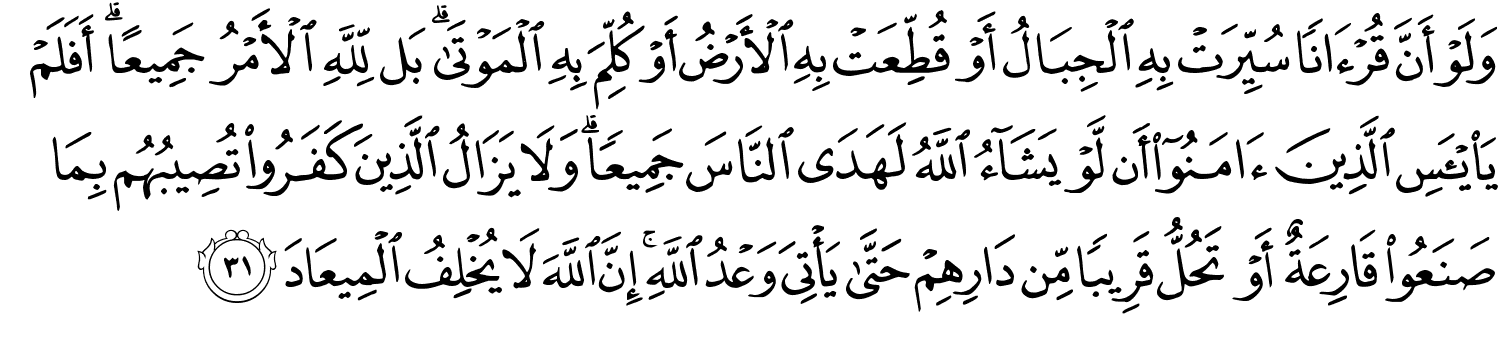 وَلَوْ أَنَّ قُرْءَانًا سُيِّرَتْ بِهِ ٱلْجِبَالُ أَوْ قُطِّعَتْ بِهِ ٱلْأَرْضُ أَوْ كُلِّمَ بِهِ ٱلْمَوْتَىٰ ۗ بَل لِّلَّهِ ٱلْأَمْرُ جَمِيعًا ۗ أَفَلَمْ
يَا۟يْـَٔسِ ٱلَّذِينَ ءَامَنُوٓا۟ أَن لَّوْ يَشَآءُ ٱللَّهُ لَهَدَى ٱلنَّاسَ جَمِيعًا ۗ وَلَا يَزَالُ ٱلَّذِينَ كَفَرُوا۟ تُصِيبُهُم بِمَا
صَنَعُوا۟ قَارِعَةٌ أَوْ تَحُلُّ قَرِيبًا مِّن دَارِهِمْ حَتَّىٰ يَأْتِىَ وَعْدُ ٱللَّهِ ۚ إِنَّ ٱللَّهَ لَا يُخْلِفُ ٱلْمِيعَادَ ٣١